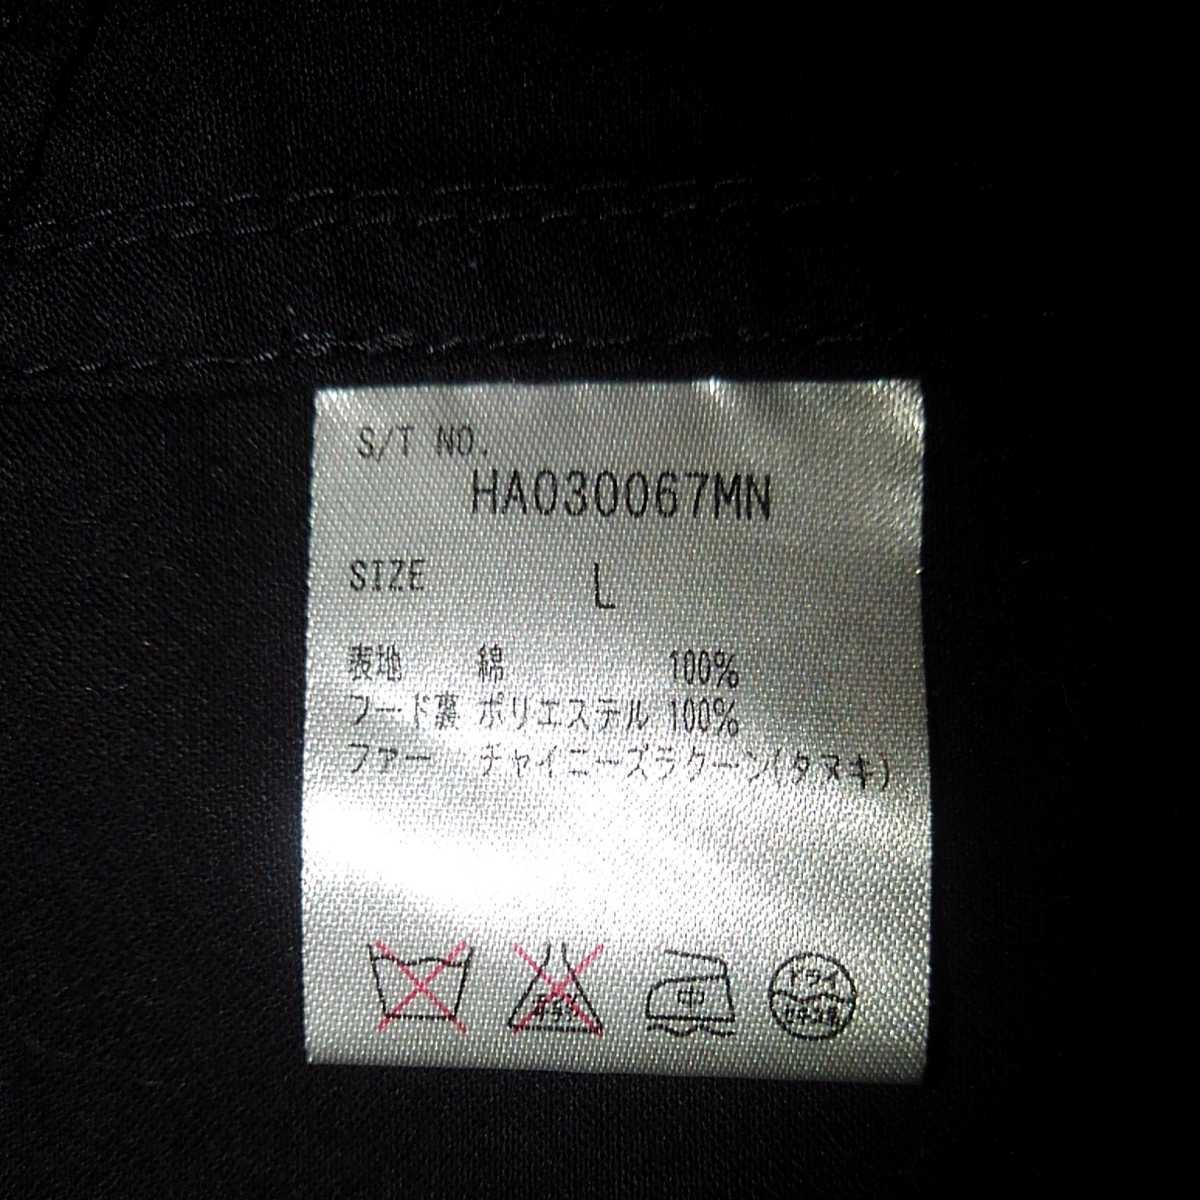 S/T NO.
HA030067MN
SIZE L
表地 綿 100%
フード裏 ポリエステル 100%
ファー チャイニーズラクーン(タヌキ)
中 ドライ